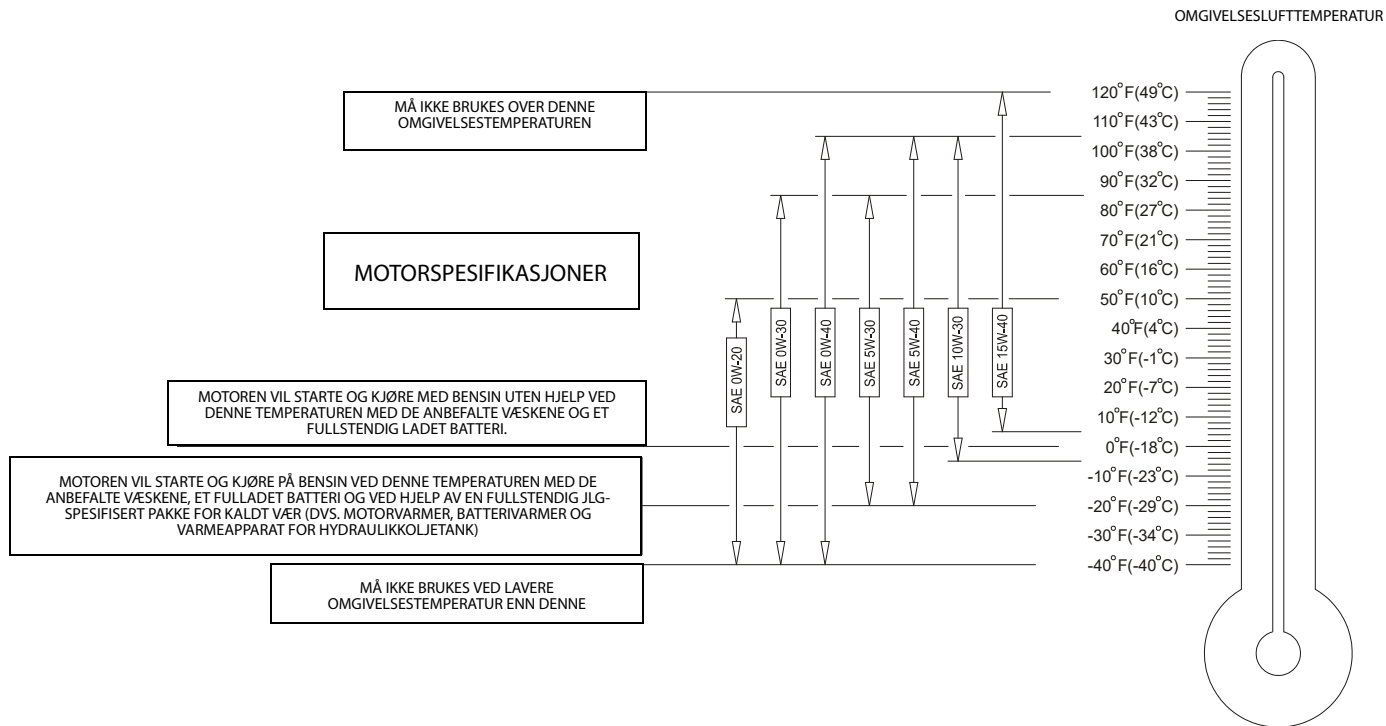 OMGIVELSESLUFTTEMPERATUR
MÅ IKKE BRUKES OVER DENNE
OMGIVELSESTEMPERATUREN
MOTORSPESIFIKASJONER
MOTOREN VIL STARTE OG KJØRE MED BENSIN UTEN HJELP VED
DENNE TEMPERATUREN MED DE ANBEFALTE VÆSKENE OG ET
FULLSTENDIG LADET BATTERI.
MOTOREN VIL STARTE OG KJØRE PÅ BENSIN VED DENNE TEMPERATUREN MED DE
ANBEFALTE VÆSKENE, ET FULLADET BATTERI OG VED HJELP AV EN FULLSTENDIG JLG-
SPESIFISERT PAKKE FOR KALDT VÆR (DVS. MOTORVARMER, BATTERIVARMER OG
VARMEAPPARAT FOR HYDRAULIKKOLJETANK)
MÅ IKKE BRUKES VED LAVERE
OMGIVELSESTEMPERATUR ENN DENNE
SAE 0W-20
SAE 0W-30
SAE 0W-40
SAE 5W-30
SAE 5W-40
SAE 10W-30
SAE 15W-40
120°F(49°C)
110°F(43°C)
100°F(38°C)
90°F(32°C)
80°F(27°C)
70°F(21°C)
60°F(16°C)
50°F(10°C)
40°F(4°C)
30°F(-1°C)
20°F(-7°C)
10°F(-12°C)
0°F(-18°C)
-10°F(-23°C)
-20°F(-29°C)
-30°F(-34°C)
-40°F(-40°C)